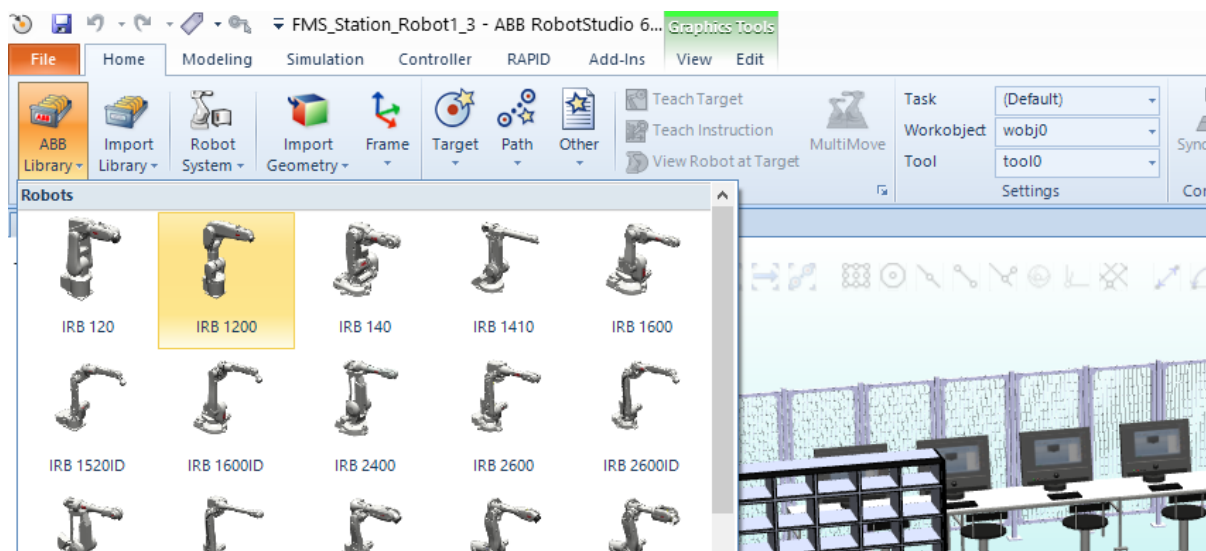 FMS_Station_Robot1_3 - ABB RobotStudio 6...
Graphics Tools
File Home Modeling Simulation Controller RAPID Add-Ins View Edit
ABB Library
Import Library
Robot System
Import Geometry
Frame
Target
Path
Other
Teach Target
Teach Instruction
View Robot at Target
MultiMove
Task (Default)
Workobject wobj0
Tool tool0
Settings
Robots
IRB 120 IRB 1200 IRB 140 IRB 1410 IRB 1600
IRB 1520ID IRB 1600ID IRB 2400 IRB 2600 IRB 2600ID